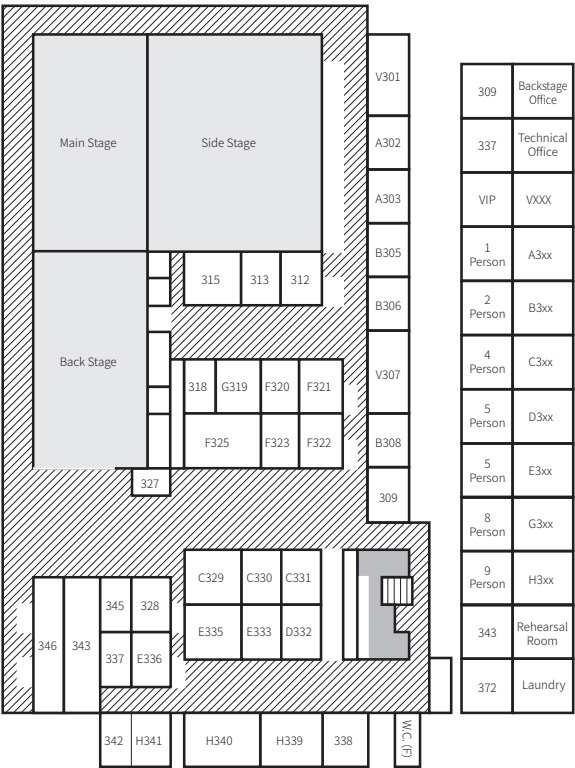 Main Stage
Side Stage
Back Stage
V301
A302
A303
B305
B306
V307
B308
309
315
313
312
318
G319
F320
F321
F325
F323
F322
327
C329
C330
C331
E335
E333
D332
346
343
345
328
337
E336
342
H341
H340
H339
338
W.C. (F)
309
Backstage
Office
337
Technical
Office
VIP
VXXX
1
Person
A3xx
2
Person
B3xx
4
Person
C3xx
5
Person
D3xx
5
Person
E3xx
8
Person
G3xx
9
Person
H3xx
343
Rehearsal
Room
372
Laundry